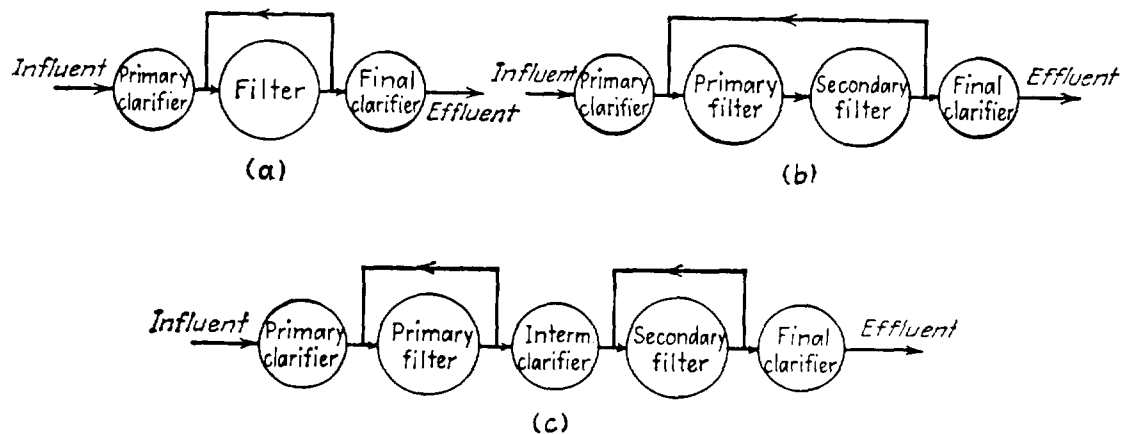 Influent
Primary
clarifier
Filter
Final
clarifier
Effluent
(a)
Influent
Primary
clarifier
Primary
filter
Secondary
filter
Final
clarifier
Effluent
(b)
Influent
Primary
clarifier
Primary
filter
Interm.
clarifier
Secondary
filter
Final
clarifier
Effluent
(c)